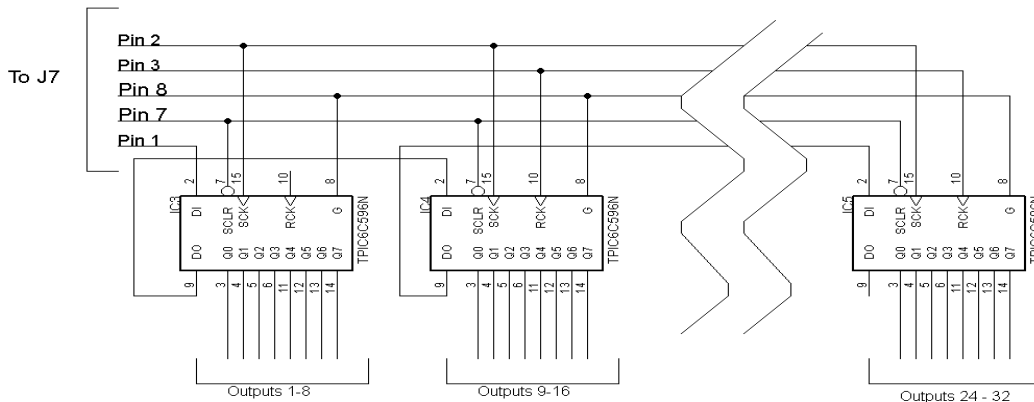 Pin 2
To J7
Pin 3
Pin 8
Pin 7
Pin 1
2 7 15 10 8
2 7 15 10 8
2 7 15 10 8
IC3 DI SCLR SCK RCK G TPIC6C596N
DO Q0 Q1 Q2 Q3 Q4 Q5 Q6 Q7
IC4 DI SCLR SCK RCK G TPIC6C596N
DO Q0 Q1 Q2 Q3 Q4 Q5 Q6 Q7
IC5 DI SCLR SCK RCK G TPIC6C596N
DO Q0 Q1 Q2 Q3 Q4 Q5 Q6 Q7
9 3 4 5 6 11 12 13 14
9 3 4 5 6 11 12 13 14
9 3 4 5 6 11 12 13 14
Outputs 1-8
Outputs 9-16
Outputs 24 - 32